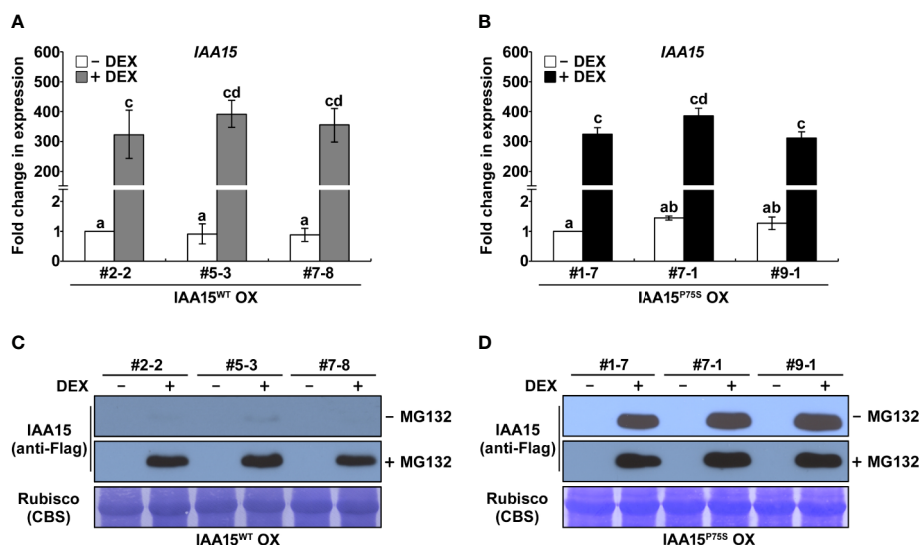 A
IAA15
600
500
400
300
200
2
1
0
Fold change in expression
− DEX
+ DEX
a c a cd a cd
#2-2 #5-3 #7-8
IAA15WT OX
B
IAA15
600
500
400
300
200
2
1
0
Fold change in expression
− DEX
+ DEX
a c ab cd ab c
#1-7 #7-1 #9-1
IAA15P75S OX
C
#2-2 #5-3 #7-8
DEX − + − + − +
IAA15
(anti-Flag)
− MG132
+ MG132
Rubisco
(CBS)
IAA15WT OX
D
#1-7 #7-1 #9-1
DEX − + − + − +
IAA15
(anti-Flag)
− MG132
+ MG132
Rubisco
(CBS)
IAA15P75S OX